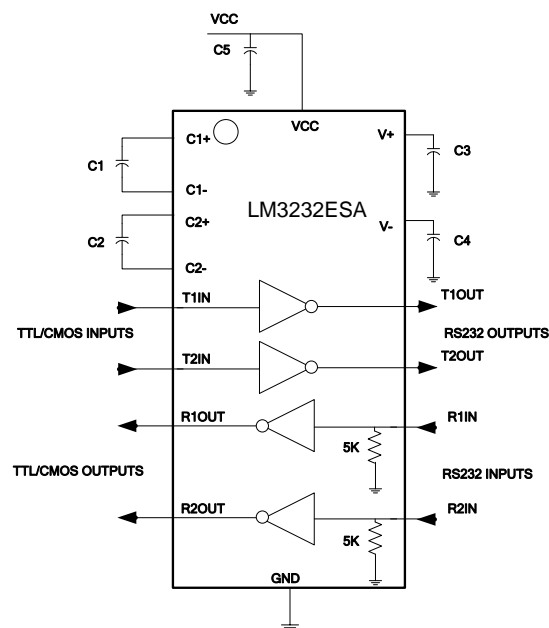 VCC
C5
VCC
C1+
V+
C1
C3
C1-
LM3232ESA
C2+
V-
C2
C4
C2-
T1IN
T1OUT
TTL/CMOS INPUTS
RS232 OUTPUTS
T2IN
T2OUT
R1OUT
R1IN
5K
TTL/CMOS OUTPUTS
RS232 INPUTS
R2OUT
R2IN
5K
GND